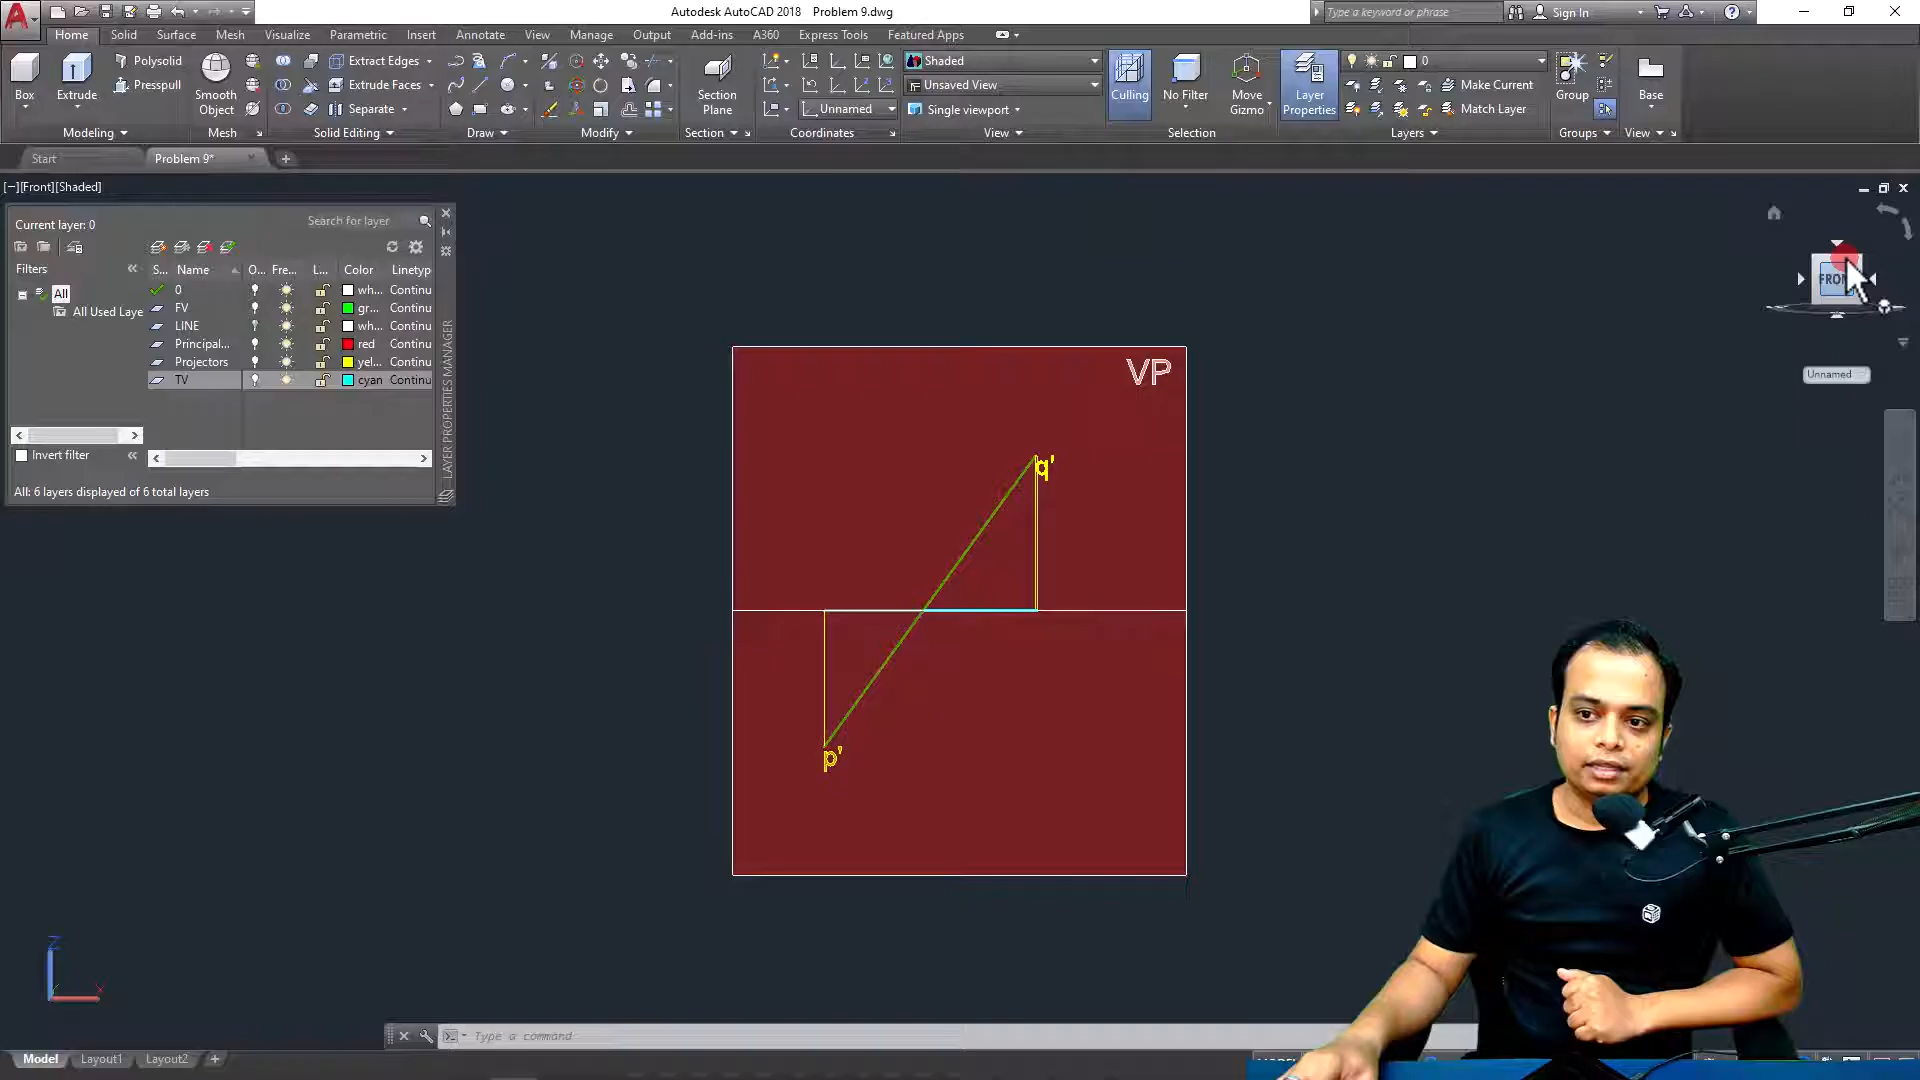 Autodesk AutoCAD 2018 Problem 9.dwg
Type a keyword or phrase
Sign In
Home Solid Surface Mesh Visualize Parametric Insert Annotate View Manage Output Add-ins A360 Express Tools Featured Apps
Box
Extrude
Polysolid
Presspull
Modeling
Smooth Object
Mesh
Extract Edges
Extrude Faces
Separate
Solid Editing
Draw
Modify
Section Plane
Section
Unnamed
Coordinates
Shaded
Unsaved View
Single viewport
View
Culling
No Filter
Move Gizmo
Selection
Layer Properties
0
Make Current
Match Layer
Layers
Group
Groups
Base
View
Start
Problem 9*
[−][Front][Shaded]
Current layer: 0
Search for layer
Filters
All
All Used Laye
S... Name O... Fre... L... Color Linetyp
0 wh... Continu
FV gr... Continu
LINE wh... Continu
Principal... red Continu
Projectors yel... Continu
TV cyan Continu
Invert filter
All: 6 layers displayed of 6 total layers
LAYER PROPERTIES MANAGER
VP
q'
p'
Unnamed
Z
X
Type a command
Model Layout1 Layout2